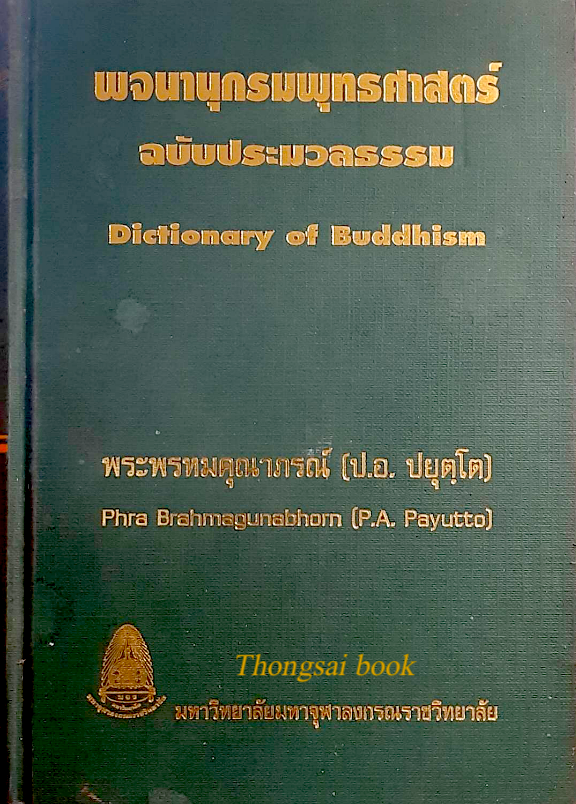 พจนานุกรมพุทธศาสตร์
ฉบับประมวลธรรม
Dictionary of Buddhism
พระพรหมคุณาภรณ์ (ป.อ. ปยุตฺโต)
Phra Brahmagunabhorn (P.A. Payutto)
Thongsai book
มหาวิทยาลัยมหาจุฬาลงกรณราชวิทยาลัย